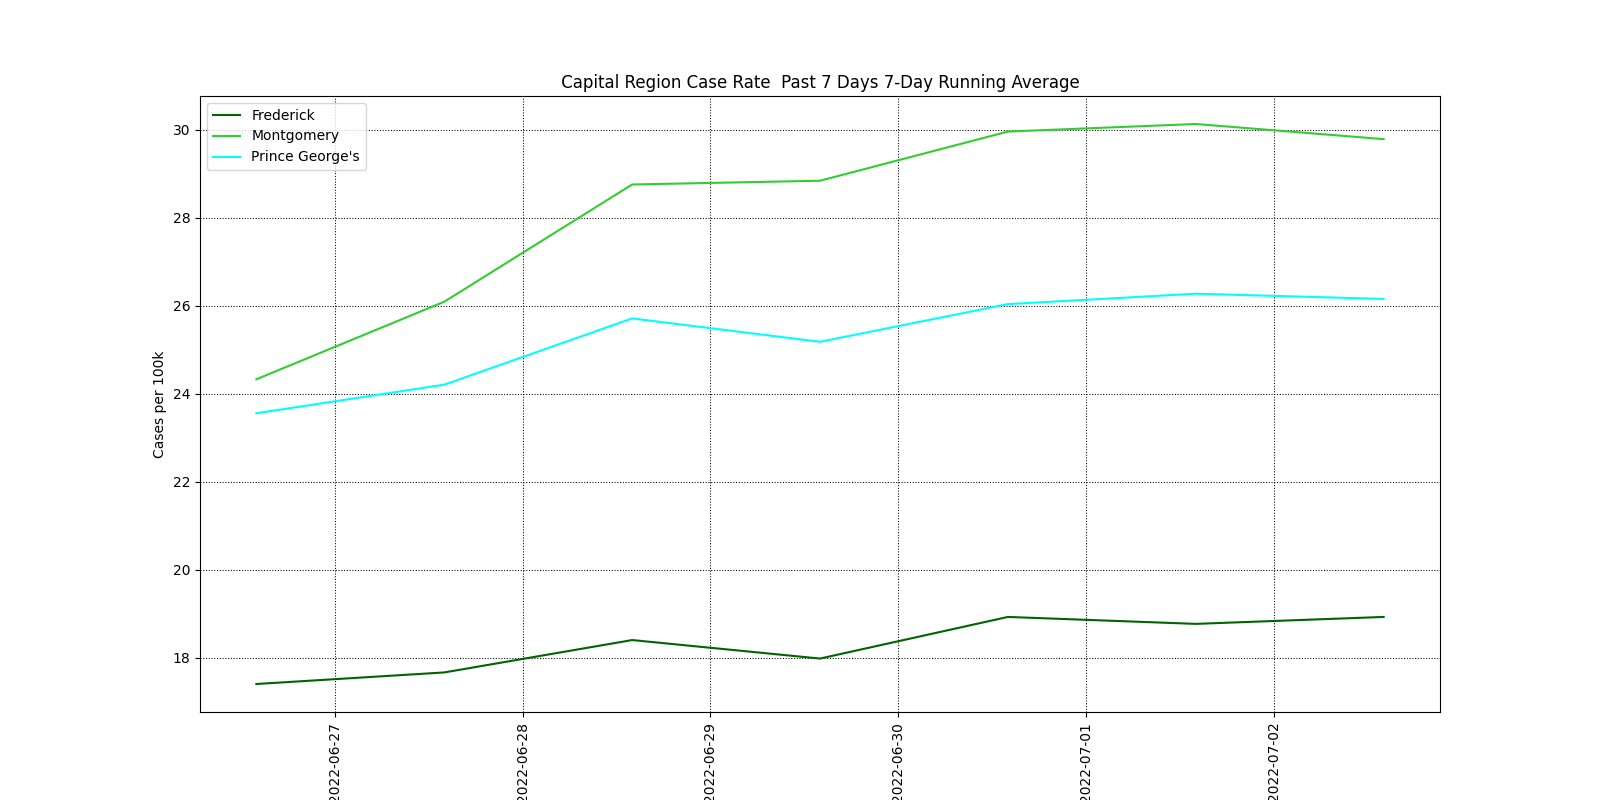 Capital Region Case Rate  Past 7 Days 7-Day Running Average
Frederick
Montgomery
Prince George's
30
28
26
24
22
20
18
Cases per 100k
2022-06-27
2022-06-28
2022-06-29
2022-06-30
2022-07-01
2022-07-02